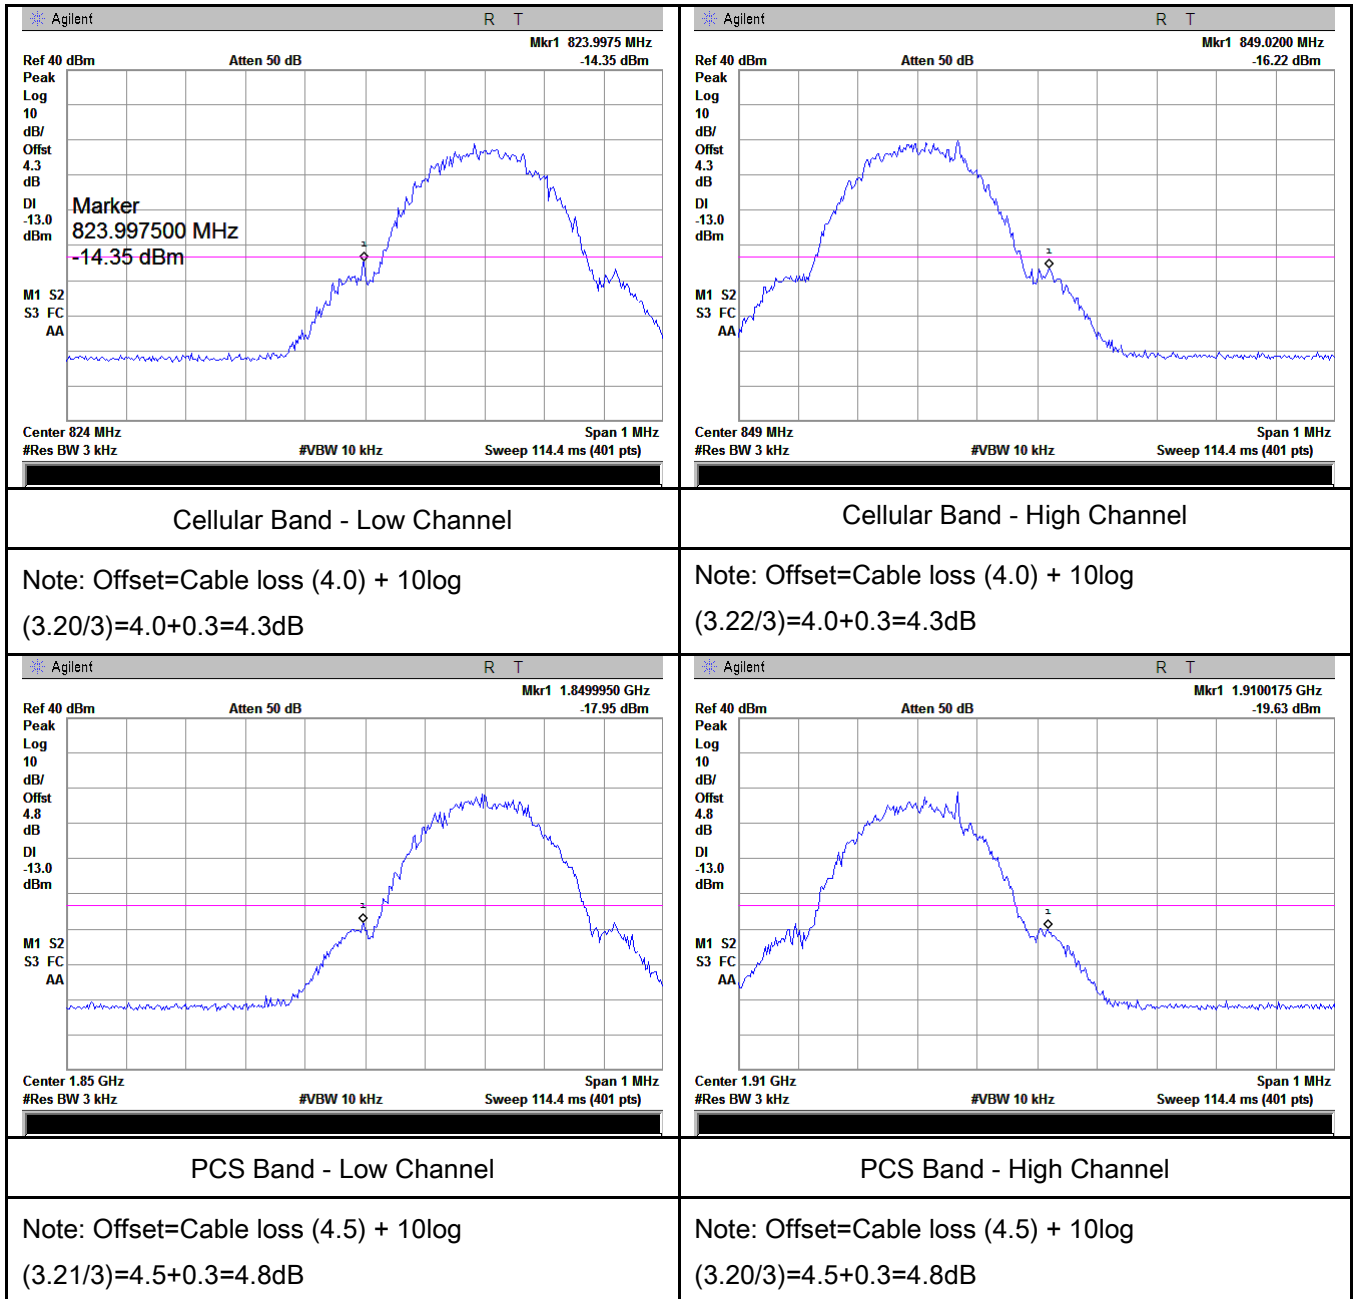 Agilent R T
Mkr1 823.9975 MHz
Ref 40 dBm Atten 50 dB -14.35 dBm
Peak
Log
10
dB/
Offst
4.3
dB
DI
-13.0
dBm
Marker
823.997500 MHz
-14.35 dBm
1
M1 S2
S3 FC
AA
Center 824 MHz Span 1 MHz
#Res BW 3 kHz #VBW 10 kHz Sweep 114.4 ms (401 pts)
Agilent R T
Mkr1 849.0200 MHz
Ref 40 dBm Atten 50 dB -16.22 dBm
Peak
Log
10
dB/
Offst
4.3
dB
DI
-13.0
dBm
1
M1 S2
S3 FC
AA
Center 849 MHz Span 1 MHz
#Res BW 3 kHz #VBW 10 kHz Sweep 114.4 ms (401 pts)
Cellular Band - Low Channel
Cellular Band - High Channel
Note: Offset=Cable loss (4.0) + 10log
(3.20/3)=4.0+0.3=4.3dB
Note: Offset=Cable loss (4.0) + 10log
(3.22/3)=4.0+0.3=4.3dB
Agilent R T
Mkr1 1.8499950 GHz
Ref 40 dBm Atten 50 dB -17.95 dBm
Peak
Log
10
dB/
Offst
4.8
dB
DI
-13.0
dBm
1
M1 S2
S3 FC
AA
Center 1.85 GHz Span 1 MHz
#Res BW 3 kHz #VBW 10 kHz Sweep 114.4 ms (401 pts)
Agilent R T
Mkr1 1.9100175 GHz
Ref 40 dBm Atten 50 dB -19.63 dBm
Peak
Log
10
dB/
Offst
4.8
dB
DI
-13.0
dBm
1
M1 S2
S3 FC
AA
Center 1.91 GHz Span 1 MHz
#Res BW 3 kHz #VBW 10 kHz Sweep 114.4 ms (401 pts)
PCS Band - Low Channel
PCS Band - High Channel
Note: Offset=Cable loss (4.5) + 10log
(3.21/3)=4.5+0.3=4.8dB
Note: Offset=Cable loss (4.5) + 10log
(3.20/3)=4.5+0.3=4.8dB